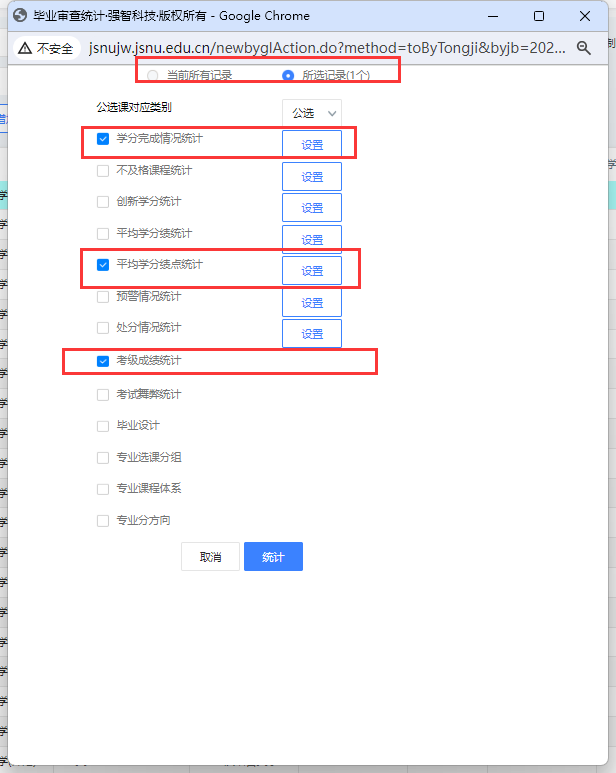 毕业审查统计·强智科技·版权所有 - Google Chrome
不安全 jsnujw.jsnu.edu.cn/newbyglAction.do?method=toByTongji&byjb=202...
当前所有记录 所选记录(1个)
公选课对应类别 公选
学分完成情况统计 设置
不及格课程统计 设置
创新学分统计 设置
平均学分绩统计 设置
平均学分绩点统计 设置
预警情况统计 设置
处分情况统计 设置
考级成绩统计
考试舞弊统计
毕业设计
专业选课分组
专业课程体系
专业分方向
取消 统计